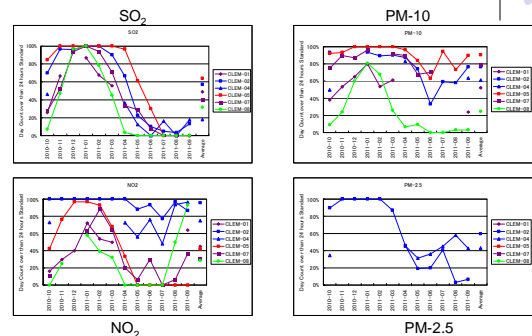 SO2
PM-10
SO2
Day Count over than 24 hours Standard
100%
80%
60%
40%
20%
0%
2010-10
2010-11
2010-12
2011-01
2011-02
2011-03
2011-04
2011-05
2011-06
2011-07
2011-08
2011-09
Average
CLEM-01
CLEM-02
CLEM-04
CLEM-05
CLEM-07
CLEM-08
PM-10
Day Count over than 24 hours Standard
100%
80%
60%
40%
20%
0%
2010-10
2010-11
2010-12
2011-01
2011-02
2011-03
2011-04
2011-05
2011-06
2011-07
2011-08
2011-09
Average
CLEM-01
CLEM-02
CLEM-04
CLEM-05
CLEM-07
CLEM-08
NO2
Day Count over than 24 hours Standard
100%
80%
60%
40%
20%
0%
2010-10
2010-11
2010-12
2011-01
2011-02
2011-03
2011-04
2011-05
2011-06
2011-07
2011-08
2011-09
Average
CLEM-01
CLEM-02
CLEM-04
CLEM-05
CLEM-07
CLEM-08
PM-2.5
Day Count over than 24 hours Standard
100%
80%
60%
40%
20%
0%
2010-10
2010-11
2010-12
2011-01
2011-02
2011-03
2011-04
2011-05
2011-06
2011-07
2011-08
2011-09
Average
CLEM-02
CLEM-04
NO2
PM-2.5